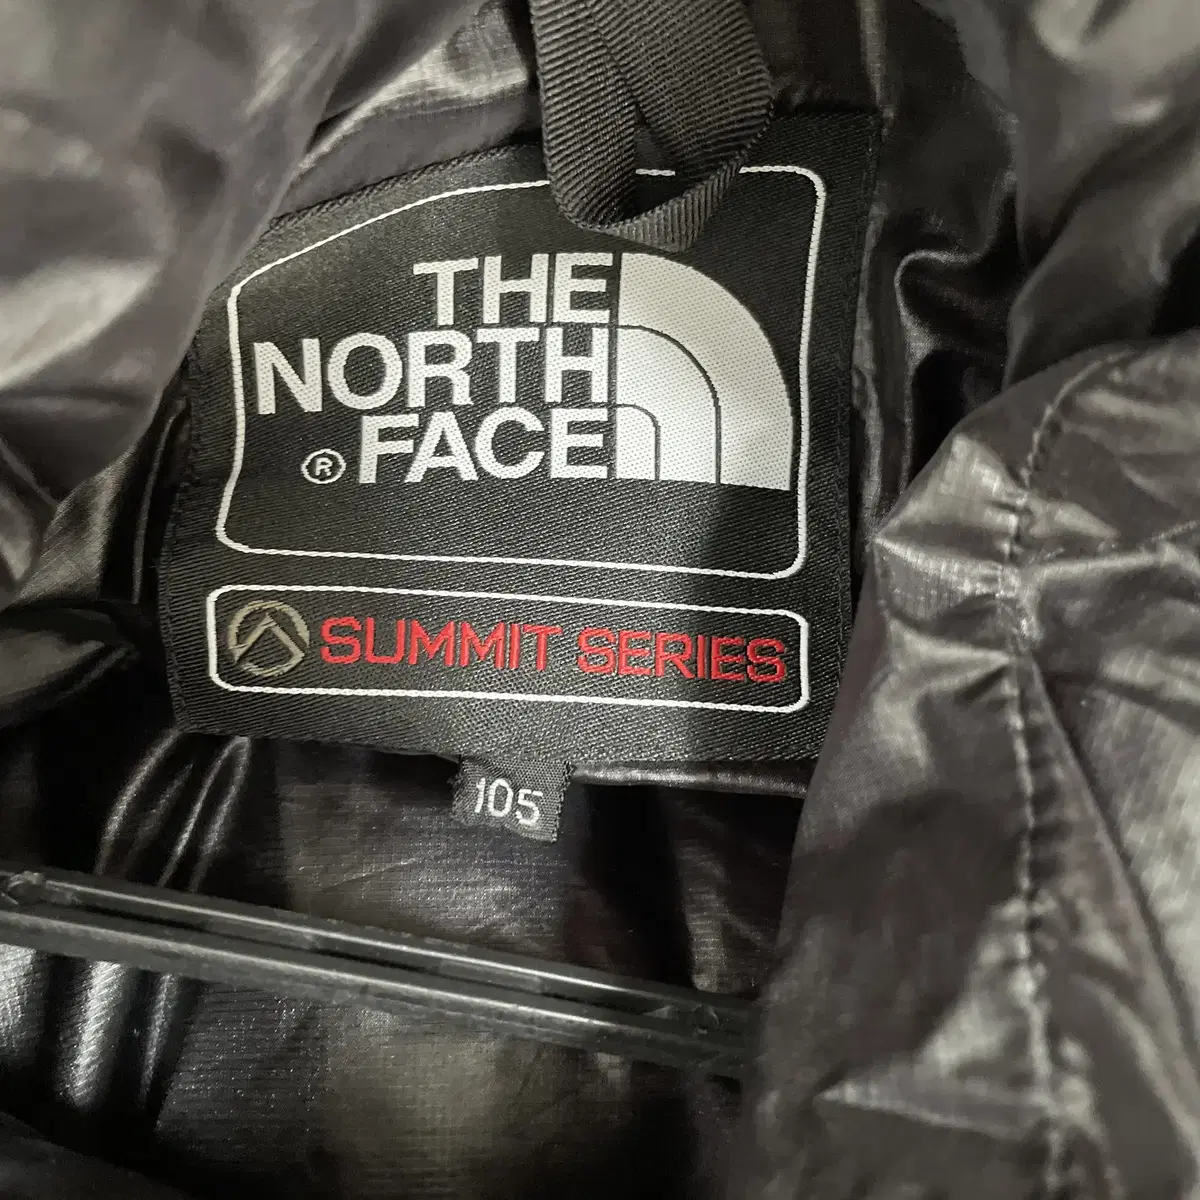 THE
NORTH
® FACE
SUMMIT SERIES
105